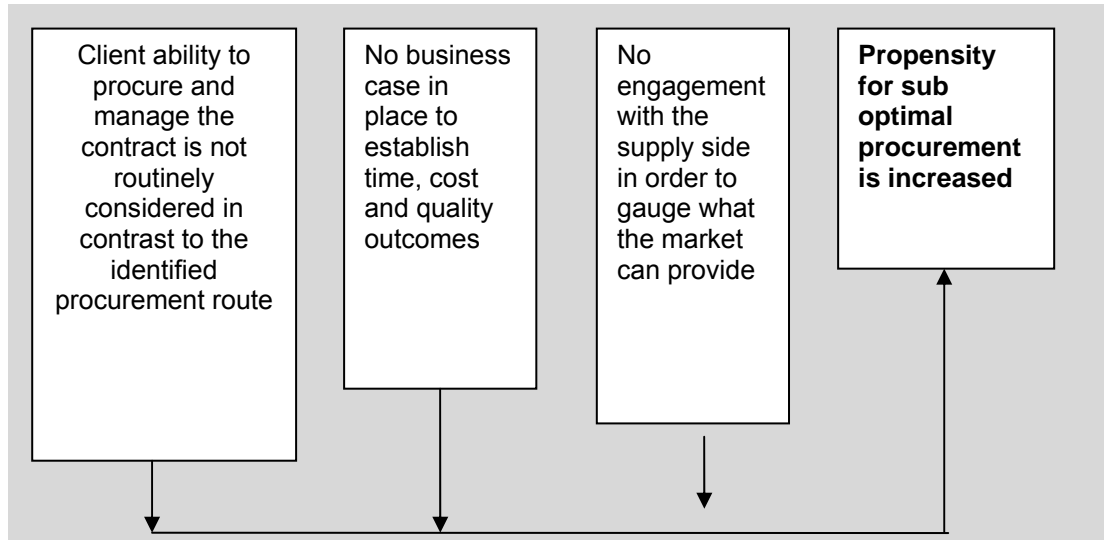 Client ability to
procure and
manage the
contract is not
routinely
considered in
contrast to the
identified
procurement route
No business
case in
place to
establish
time, cost
and quality
outcomes
No
engagement
with the
supply side
in order to
gauge what
the market
can provide
Propensity
for sub
optimal
procurement
is increased